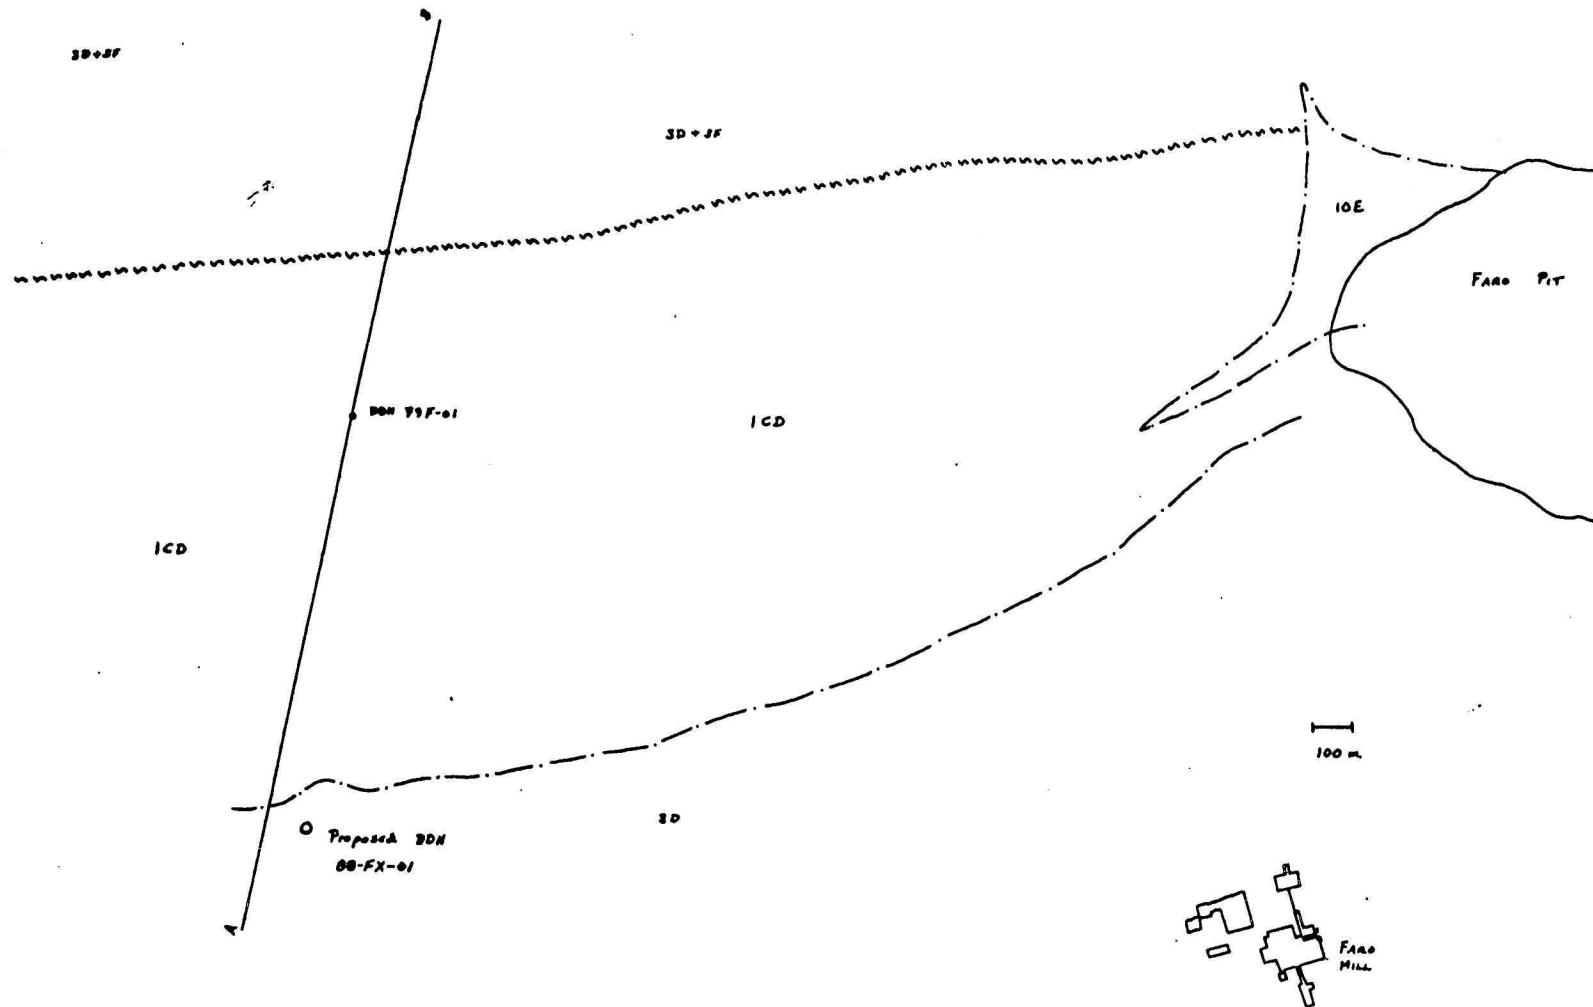 B
3D+3F
3D+3F
10E
FARO PIT
DDH 79F-01
1CD
1CD
100 m.
3D
Proposed DDH
88-FX-01
A
FARO
MILL